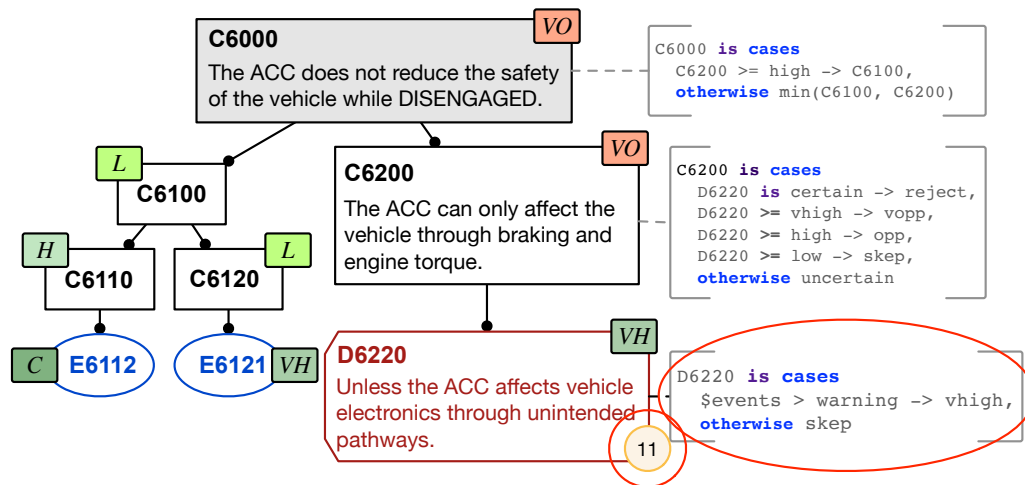 C6000
VO
The ACC does not reduce the safety
of the vehicle while DISENGAGED.
C6000 is cases
C6200 >= high -> C6100,
otherwise min(C6100, C6200)
L
C6100
C6200
VO
The ACC can only affect the
vehicle through braking and
engine torque.
C6200 is cases
D6220 is certain -> reject,
D6220 >= vhigh -> vopp,
D6220 >= high -> opp,
D6220 >= low -> skep,
otherwise uncertain
H
C6110
L
C6120
C
E6112
E6121
VH
D6220
VH
Unless the ACC affects vehicle
electronics through unintended
pathways.
11
D6220 is cases
$events > warning -> vhigh,
otherwise skep